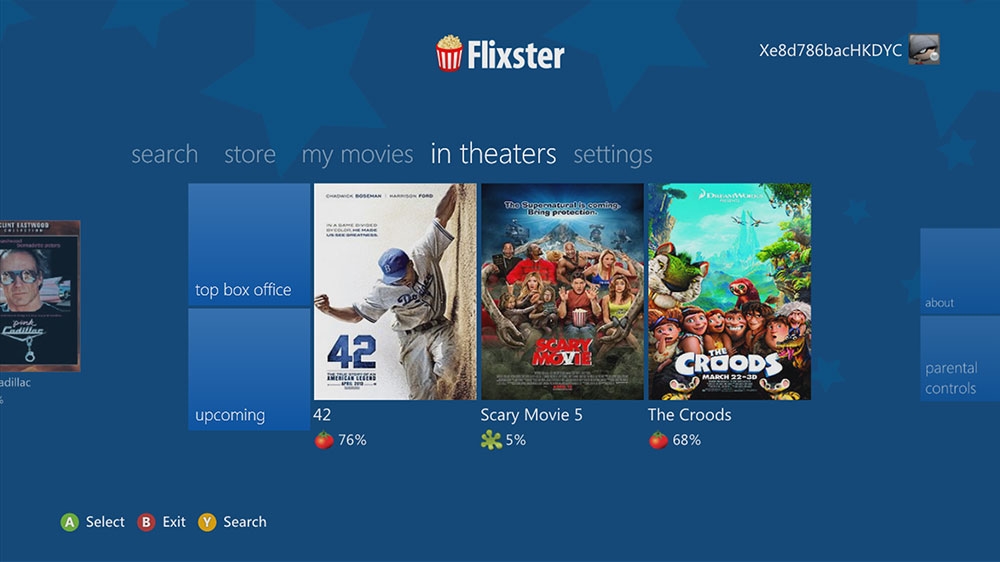 Flixster
Xe8d786bacHKDYC
search store my movies in theaters settings
CLINT EASTWOOD
COLLECTION
pink
Cadillac
adillac
%
top box office
upcoming
CHADWICK BOSEMAN | HARRISON FORD
IN A GAME DIVIDED
BY COLOR, HE MADE
US SEE GREATNESS.
Dodgers
42
THE TRUE STORY OF AN
AMERICAN LEGEND
APRIL 2013
42
76%
The Supernatural is coming.
Bring protection.
SCARY
MOVIE
V
Scary Movie 5
5%
DREAMWORKS
THE
CROODS
MARCH 22 IN 3D
The Croods
68%
about
parental
controls
A Select B Exit Y Search